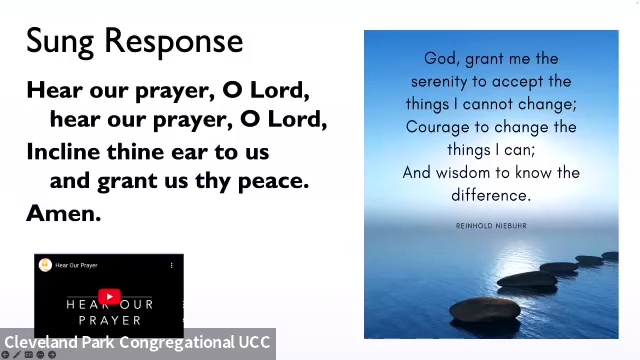 Sung Response
Hear our prayer, O Lord,
hear our prayer, O Lord,
Incline thine ear to us
and grant us thy peace.
Amen.
Hear Our Prayer
HEAR OUR
PRAYER
God, grant me the
serenity to accept the
things I cannot change;
Courage to change the
things I can;
And wisdom to know the
difference.
REINHOLD NIEBUHR
Cleveland Park Congregational UCC